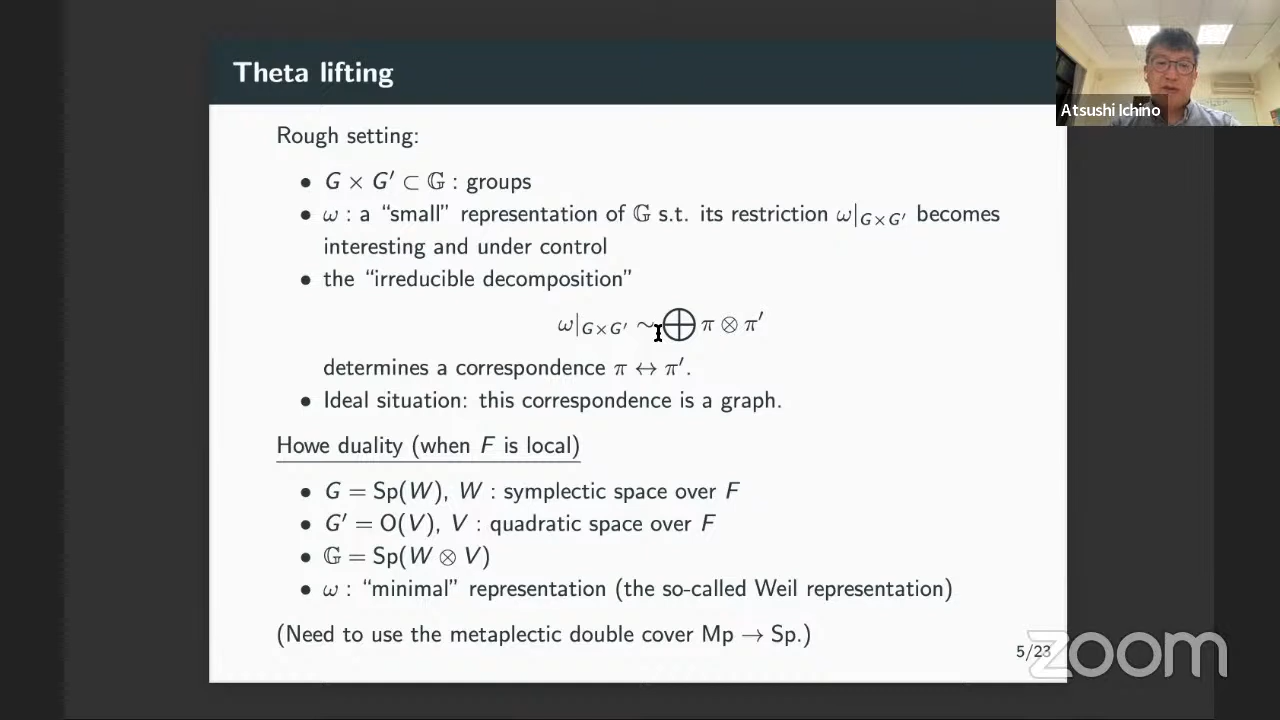 Theta lifting
Atsushi Ichino
Rough setting:
• G × G′ ⊂ 𝔾 : groups
• ω : a “small” representation of 𝔾 s.t. its restriction ω|G×G′ becomes
interesting and under control
• the “irreducible decomposition”
ω|G×G′ ∼ ⊕ π ⊗ π′
determines a correspondence π ↔ π′.
• Ideal situation: this correspondence is a graph.
Howe duality (when F is local)
• G = Sp(W), W : symplectic space over F
• G′ = O(V), V : quadratic space over F
• 𝔾 = Sp(W ⊗ V)
• ω : “minimal” representation (the so-called Weil representation)
(Need to use the metaplectic double cover Mp → Sp.)
5/23
zoom